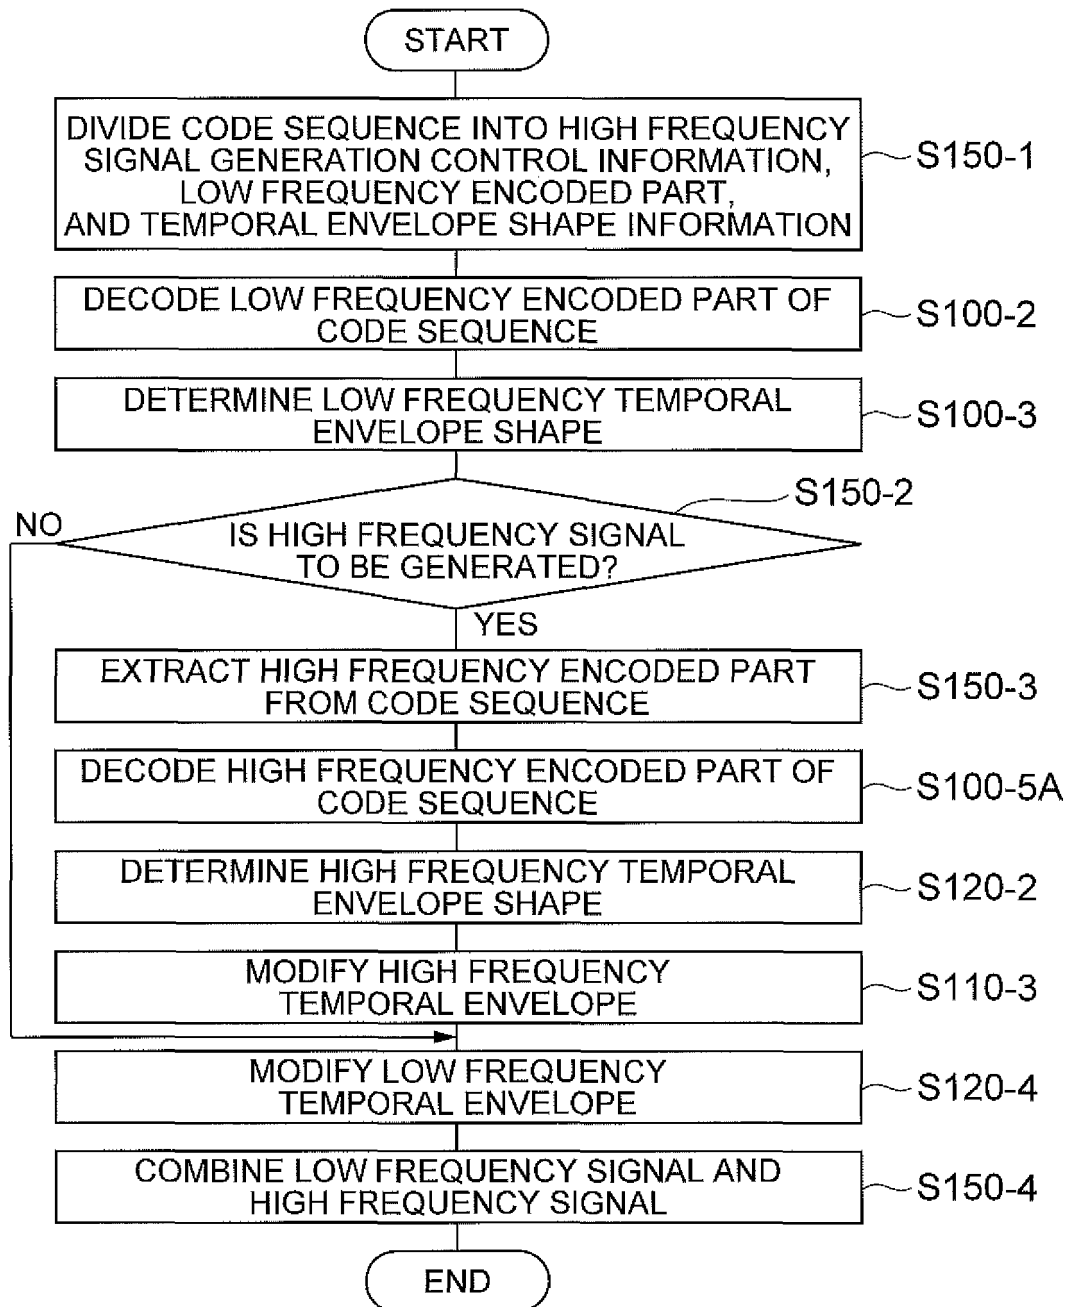 START
DIVIDE CODE SEQUENCE INTO HIGH FREQUENCY
SIGNAL GENERATION CONTROL INFORMATION,
LOW FREQUENCY ENCODED PART,
AND TEMPORAL ENVELOPE SHAPE INFORMATION
S150-1
DECODE LOW FREQUENCY ENCODED PART OF
CODE SEQUENCE
S100-2
DETERMINE LOW FREQUENCY TEMPORAL
ENVELOPE SHAPE
S100-3
S150-2
NO
IS HIGH FREQUENCY SIGNAL
TO BE GENERATED?
YES
EXTRACT HIGH FREQUENCY ENCODED PART
FROM CODE SEQUENCE
S150-3
DECODE HIGH FREQUENCY ENCODED PART OF
CODE SEQUENCE
S100-5A
DETERMINE HIGH FREQUENCY TEMPORAL
ENVELOPE SHAPE
S120-2
MODIFY HIGH FREQUENCY
TEMPORAL ENVELOPE
S110-3
MODIFY LOW FREQUENCY
TEMPORAL ENVELOPE
S120-4
COMBINE LOW FREQUENCY SIGNAL AND
HIGH FREQUENCY SIGNAL
S150-4
END